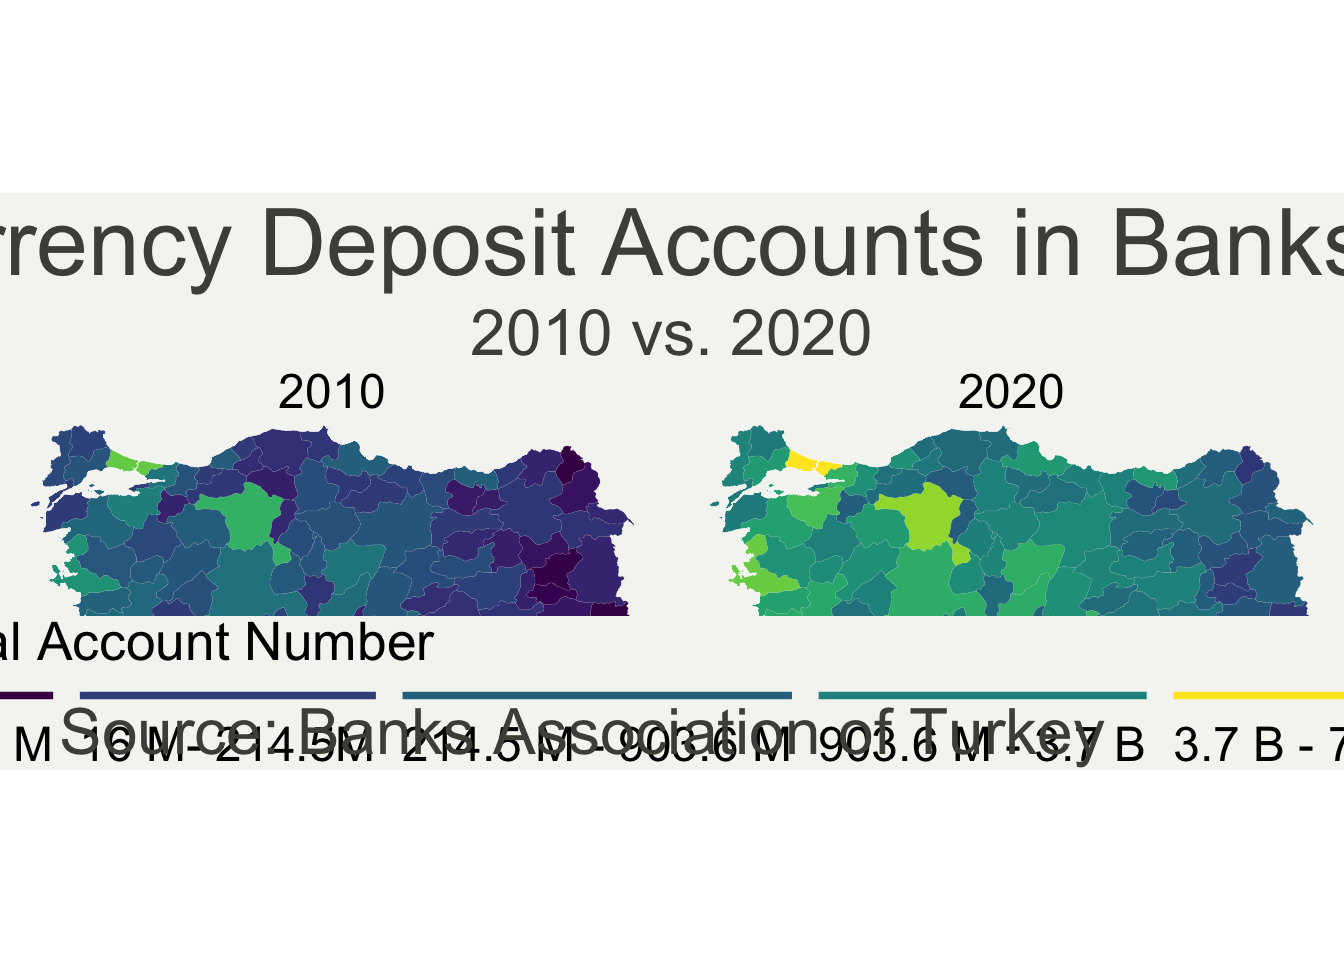 rrency Deposit Accounts in Banks
2010 vs. 2020
2010 2020
al Account Number
M 16 M - 214.5M 214.5 M - 903.6 M 903.6 M - 3.7 B 3.7 B - 7
Source: Banks Association of Turkey